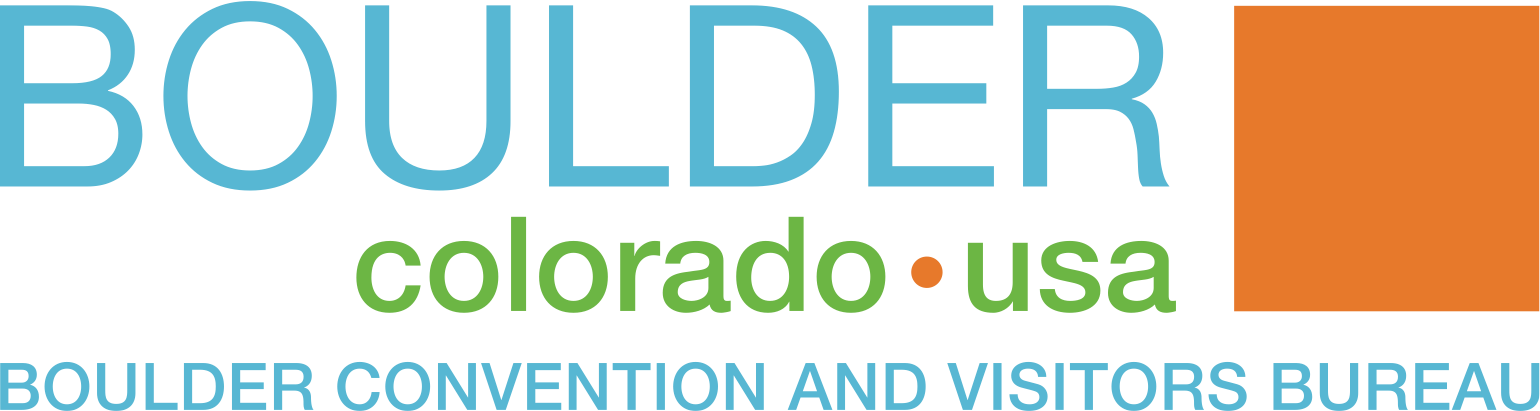 BOULDER
colorado • usa
BOULDER CONVENTION AND VISITORS BUREAU